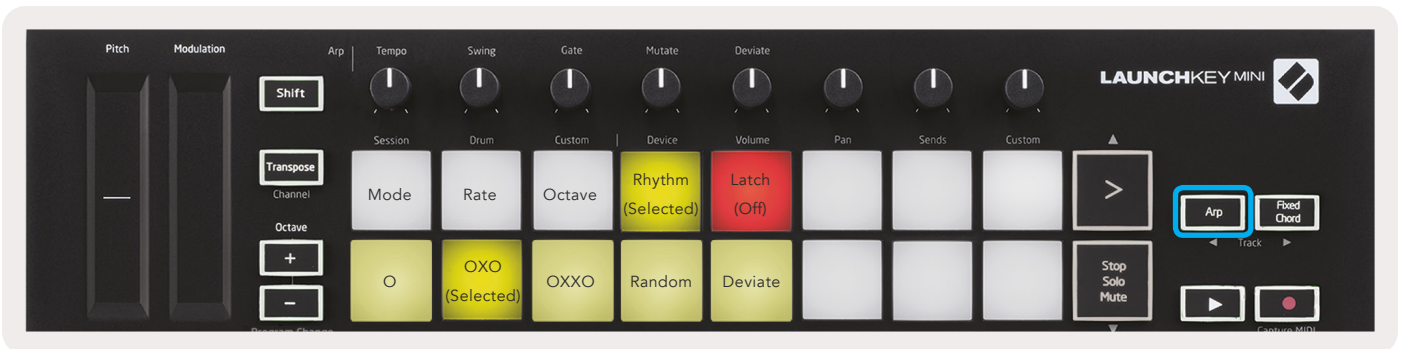 Pitch Modulation
Arp Tempo Swing Gate Mutate Deviate
LAUNCHKEY MINI
Shift
Session Drum Custom Device Volume Pan Sends Custom
Transpose
Channel
Mode
Rate
Octave
Rhythm
(Selected)
Latch
(Off)
>
Arp
Fixed
Chord
Track
Octave
+
−
O
OXO
(Selected)
OXXO
Random
Deviate
Stop
Solo
Mute
Program Change
Capture MIDI